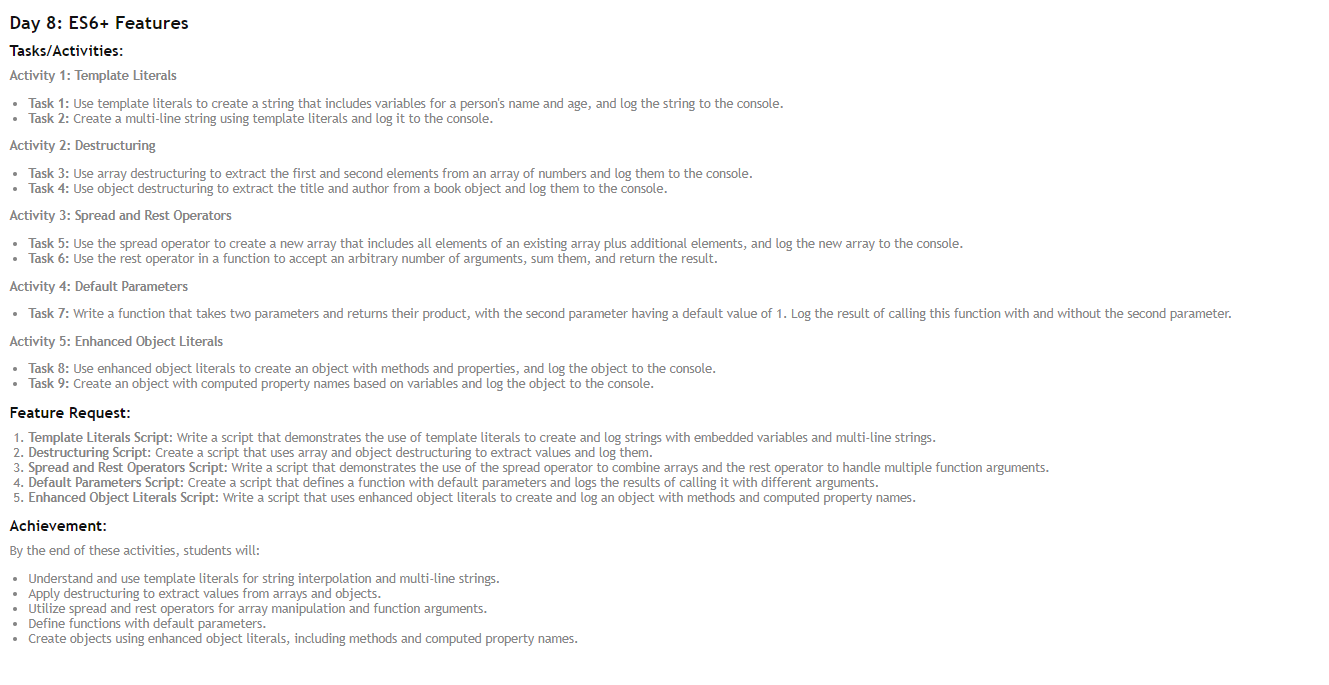 Day 8: ES6+ Features
Tasks/Activities:
Activity 1: Template Literals
• Task 1: Use template literals to create a string that includes variables for a person's name and age, and log the string to the console.
• Task 2: Create a multi-line string using template literals and log it to the console.
Activity 2: Destructuring
• Task 3: Use array destructuring to extract the first and second elements from an array of numbers and log them to the console.
• Task 4: Use object destructuring to extract the title and author from a book object and log them to the console.
Activity 3: Spread and Rest Operators
• Task 5: Use the spread operator to create a new array that includes all elements of an existing array plus additional elements, and log the new array to the console.
• Task 6: Use the rest operator in a function to accept an arbitrary number of arguments, sum them, and return the result.
Activity 4: Default Parameters
• Task 7: Write a function that takes two parameters and returns their product, with the second parameter having a default value of 1. Log the result of calling this function with and without the second parameter.
Activity 5: Enhanced Object Literals
• Task 8: Use enhanced object literals to create an object with methods and properties, and log the object to the console.
• Task 9: Create an object with computed property names based on variables and log the object to the console.
Feature Request:
1. Template Literals Script: Write a script that demonstrates the use of template literals to create and log strings with embedded variables and multi-line strings.
2. Destructuring Script: Create a script that uses array and object destructuring to extract values and log them.
3. Spread and Rest Operators Script: Write a script that demonstrates the use of the spread operator to combine arrays and the rest operator to handle multiple function arguments.
4. Default Parameters Script: Create a script that defines a function with default parameters and logs the results of calling it with different arguments.
5. Enhanced Object Literals Script: Write a script that uses enhanced object literals to create and log an object with methods and computed property names.
Achievement:
By the end of these activities, students will:
• Understand and use template literals for string interpolation and multi-line strings.
• Apply destructuring to extract values from arrays and objects.
• Utilize spread and rest operators for array manipulation and function arguments.
• Define functions with default parameters.
• Create objects using enhanced object literals, including methods and computed property names.